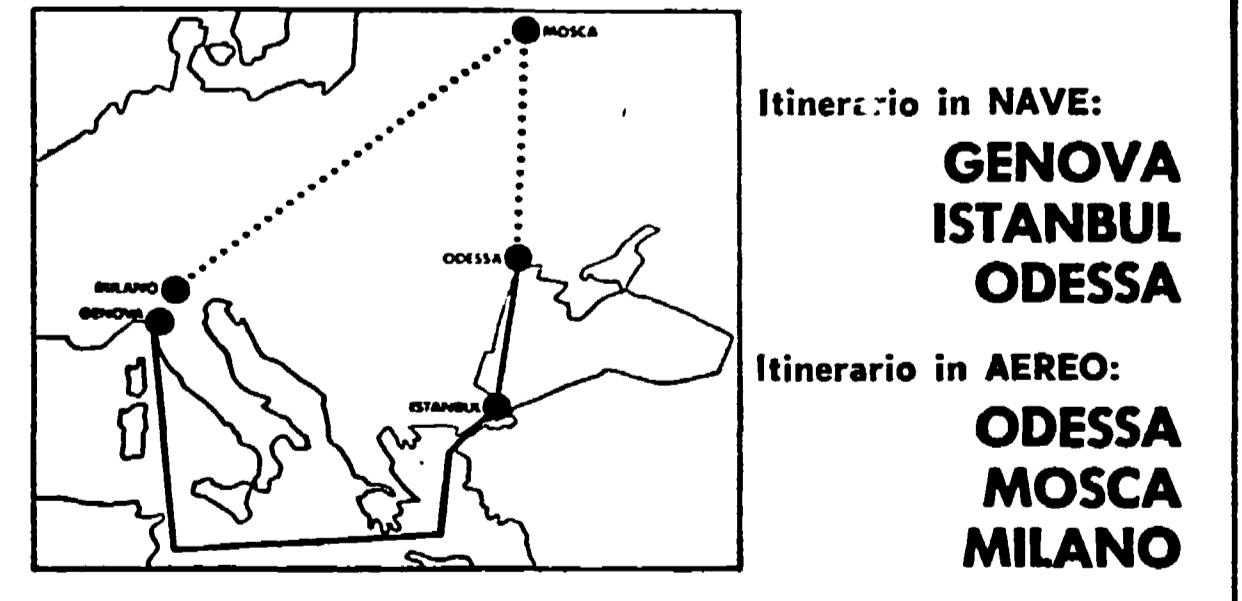 MOSCA
ODESSA
MILANO
GENOVA
ISTANBUL
Itinerario in NAVE:
GENOVA
ISTANBUL
ODESSA
Itinerario in AEREO:
ODESSA
MOSCA
MILANO